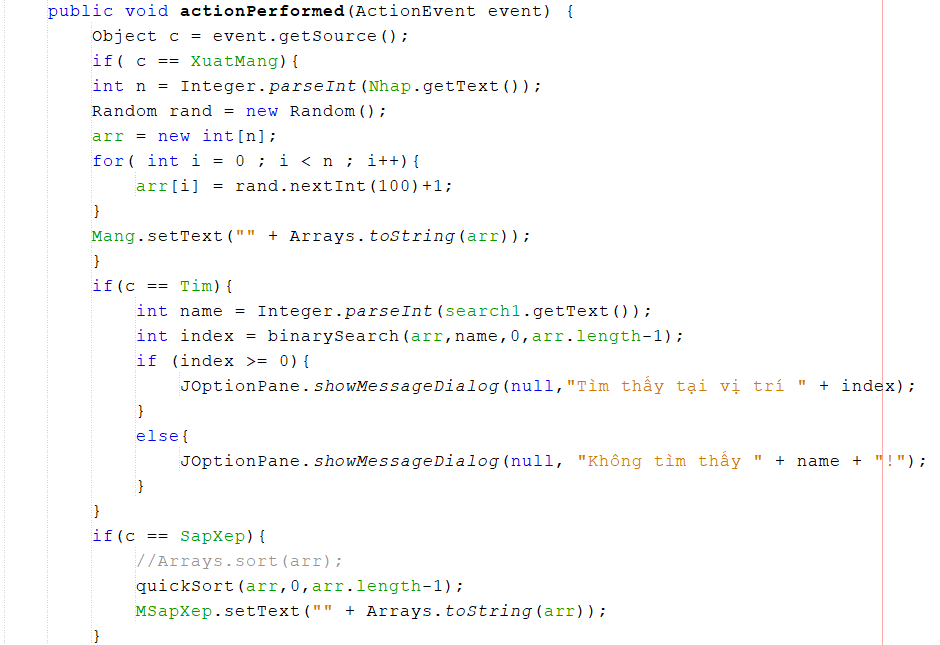 public void actionPerformed(ActionEvent event) {
Object c = event.getSource();
if( c == XuatMang){
int n = Integer.parseInt(Nhap.getText());
Random rand = new Random();
arr = new int[n];
for( int i = 0 ; i < n ; i++){
arr[i] = rand.nextInt(100)+1;
}
Mang.setText("" + Arrays.toString(arr));
}
if(c == Tim){
int name = Integer.parseInt(search1.getText());
int index = binarySearch(arr,name,0,arr.length-1);
if (index >= 0){
JOptionPane.showMessageDialog(null,"Tìm thấy tại vị trí " + index);
}
else{
JOptionPane.showMessageDialog(null, "Không tìm thấy " + name + "!");
}
}
if(c == SapXep){
//Arrays.sort(arr);
quickSort(arr,0,arr.length-1);
MSapXep.setText("" + Arrays.toString(arr));
}